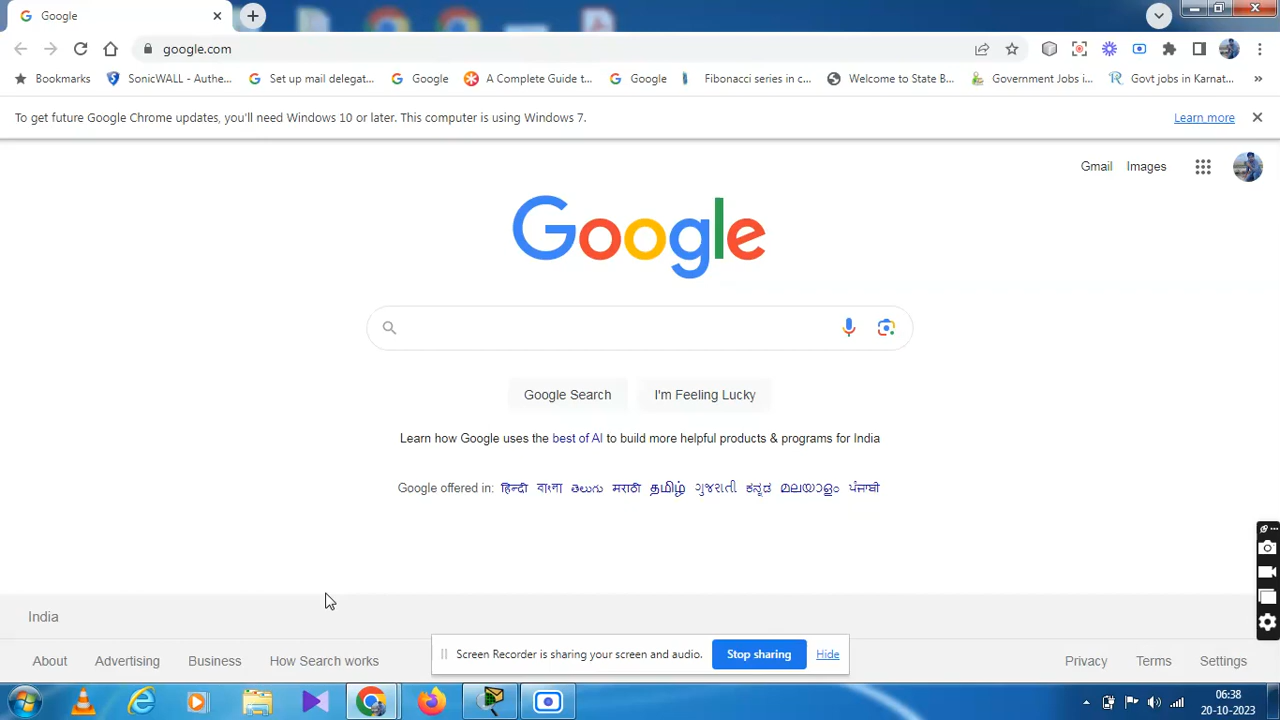 Google
google.com
Bookmarks SonicWALL - Authe... Set up mail delegat... Google A Complete Guide t... Google Fibonacci series in c... Welcome to State B... Government Jobs i... Govt jobs in Karnat... »
To get future Google Chrome updates, you'll need Windows 10 or later. This computer is using Windows 7. Learn more
Gmail Images
Google
Google Search I'm Feeling Lucky
Learn how Google uses the best of AI to build more helpful products & programs for India
Google offered in: हिन्दी বাংলা తెలుగు मराठी தமிழ் ગુજરાતી ಕನ್ನಡ മലയാളം ਪੰਜਾਬੀ
India
Screen Recorder is sharing your screen and audio. Stop sharing Hide
About Advertising Business How Search works Privacy Terms Settings
06:38
20-10-2023